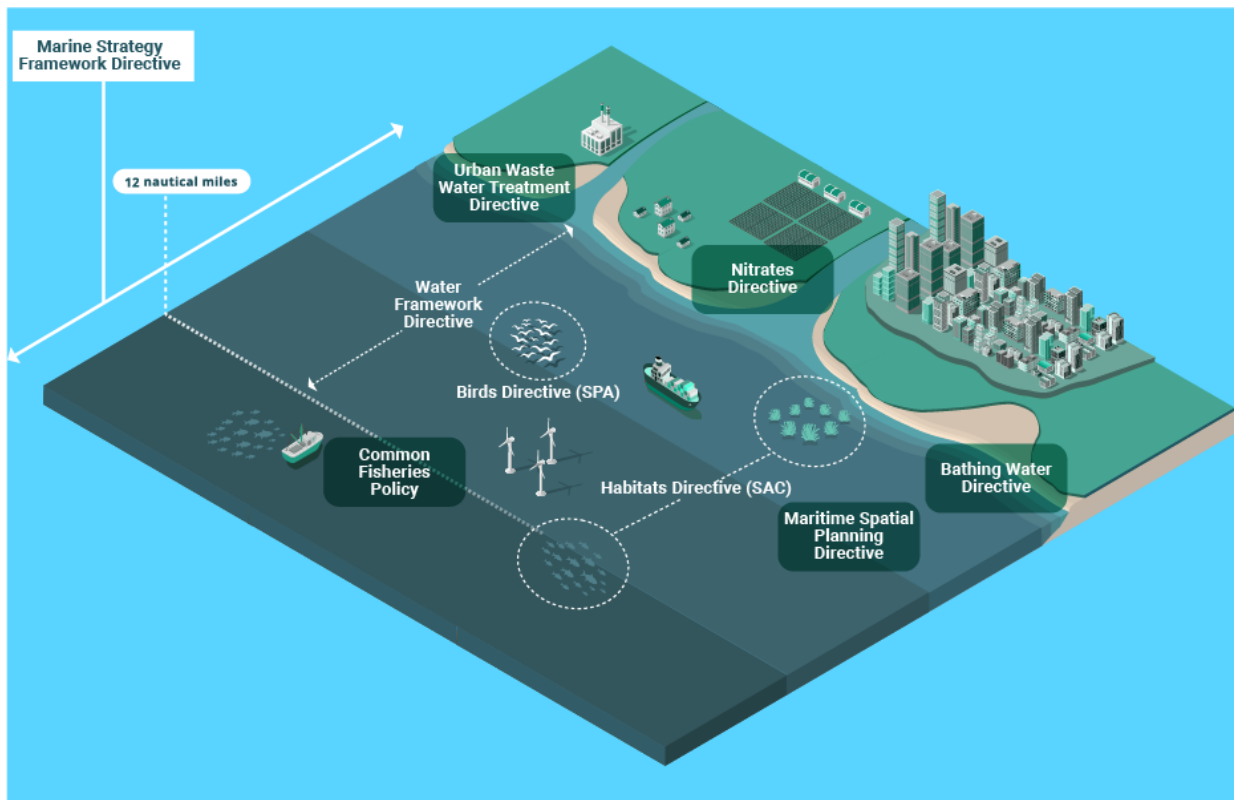 Marine Strategy
Framework Directive
12 nautical miles
Urban Waste
Water Treatment
Directive
Nitrates
Directive
Water
Framework
Directive
Birds Directive (SPA)
Common
Fisheries
Policy
Habitats Directive (SAC)
Bathing Water
Directive
Maritime Spatial
Planning
Directive